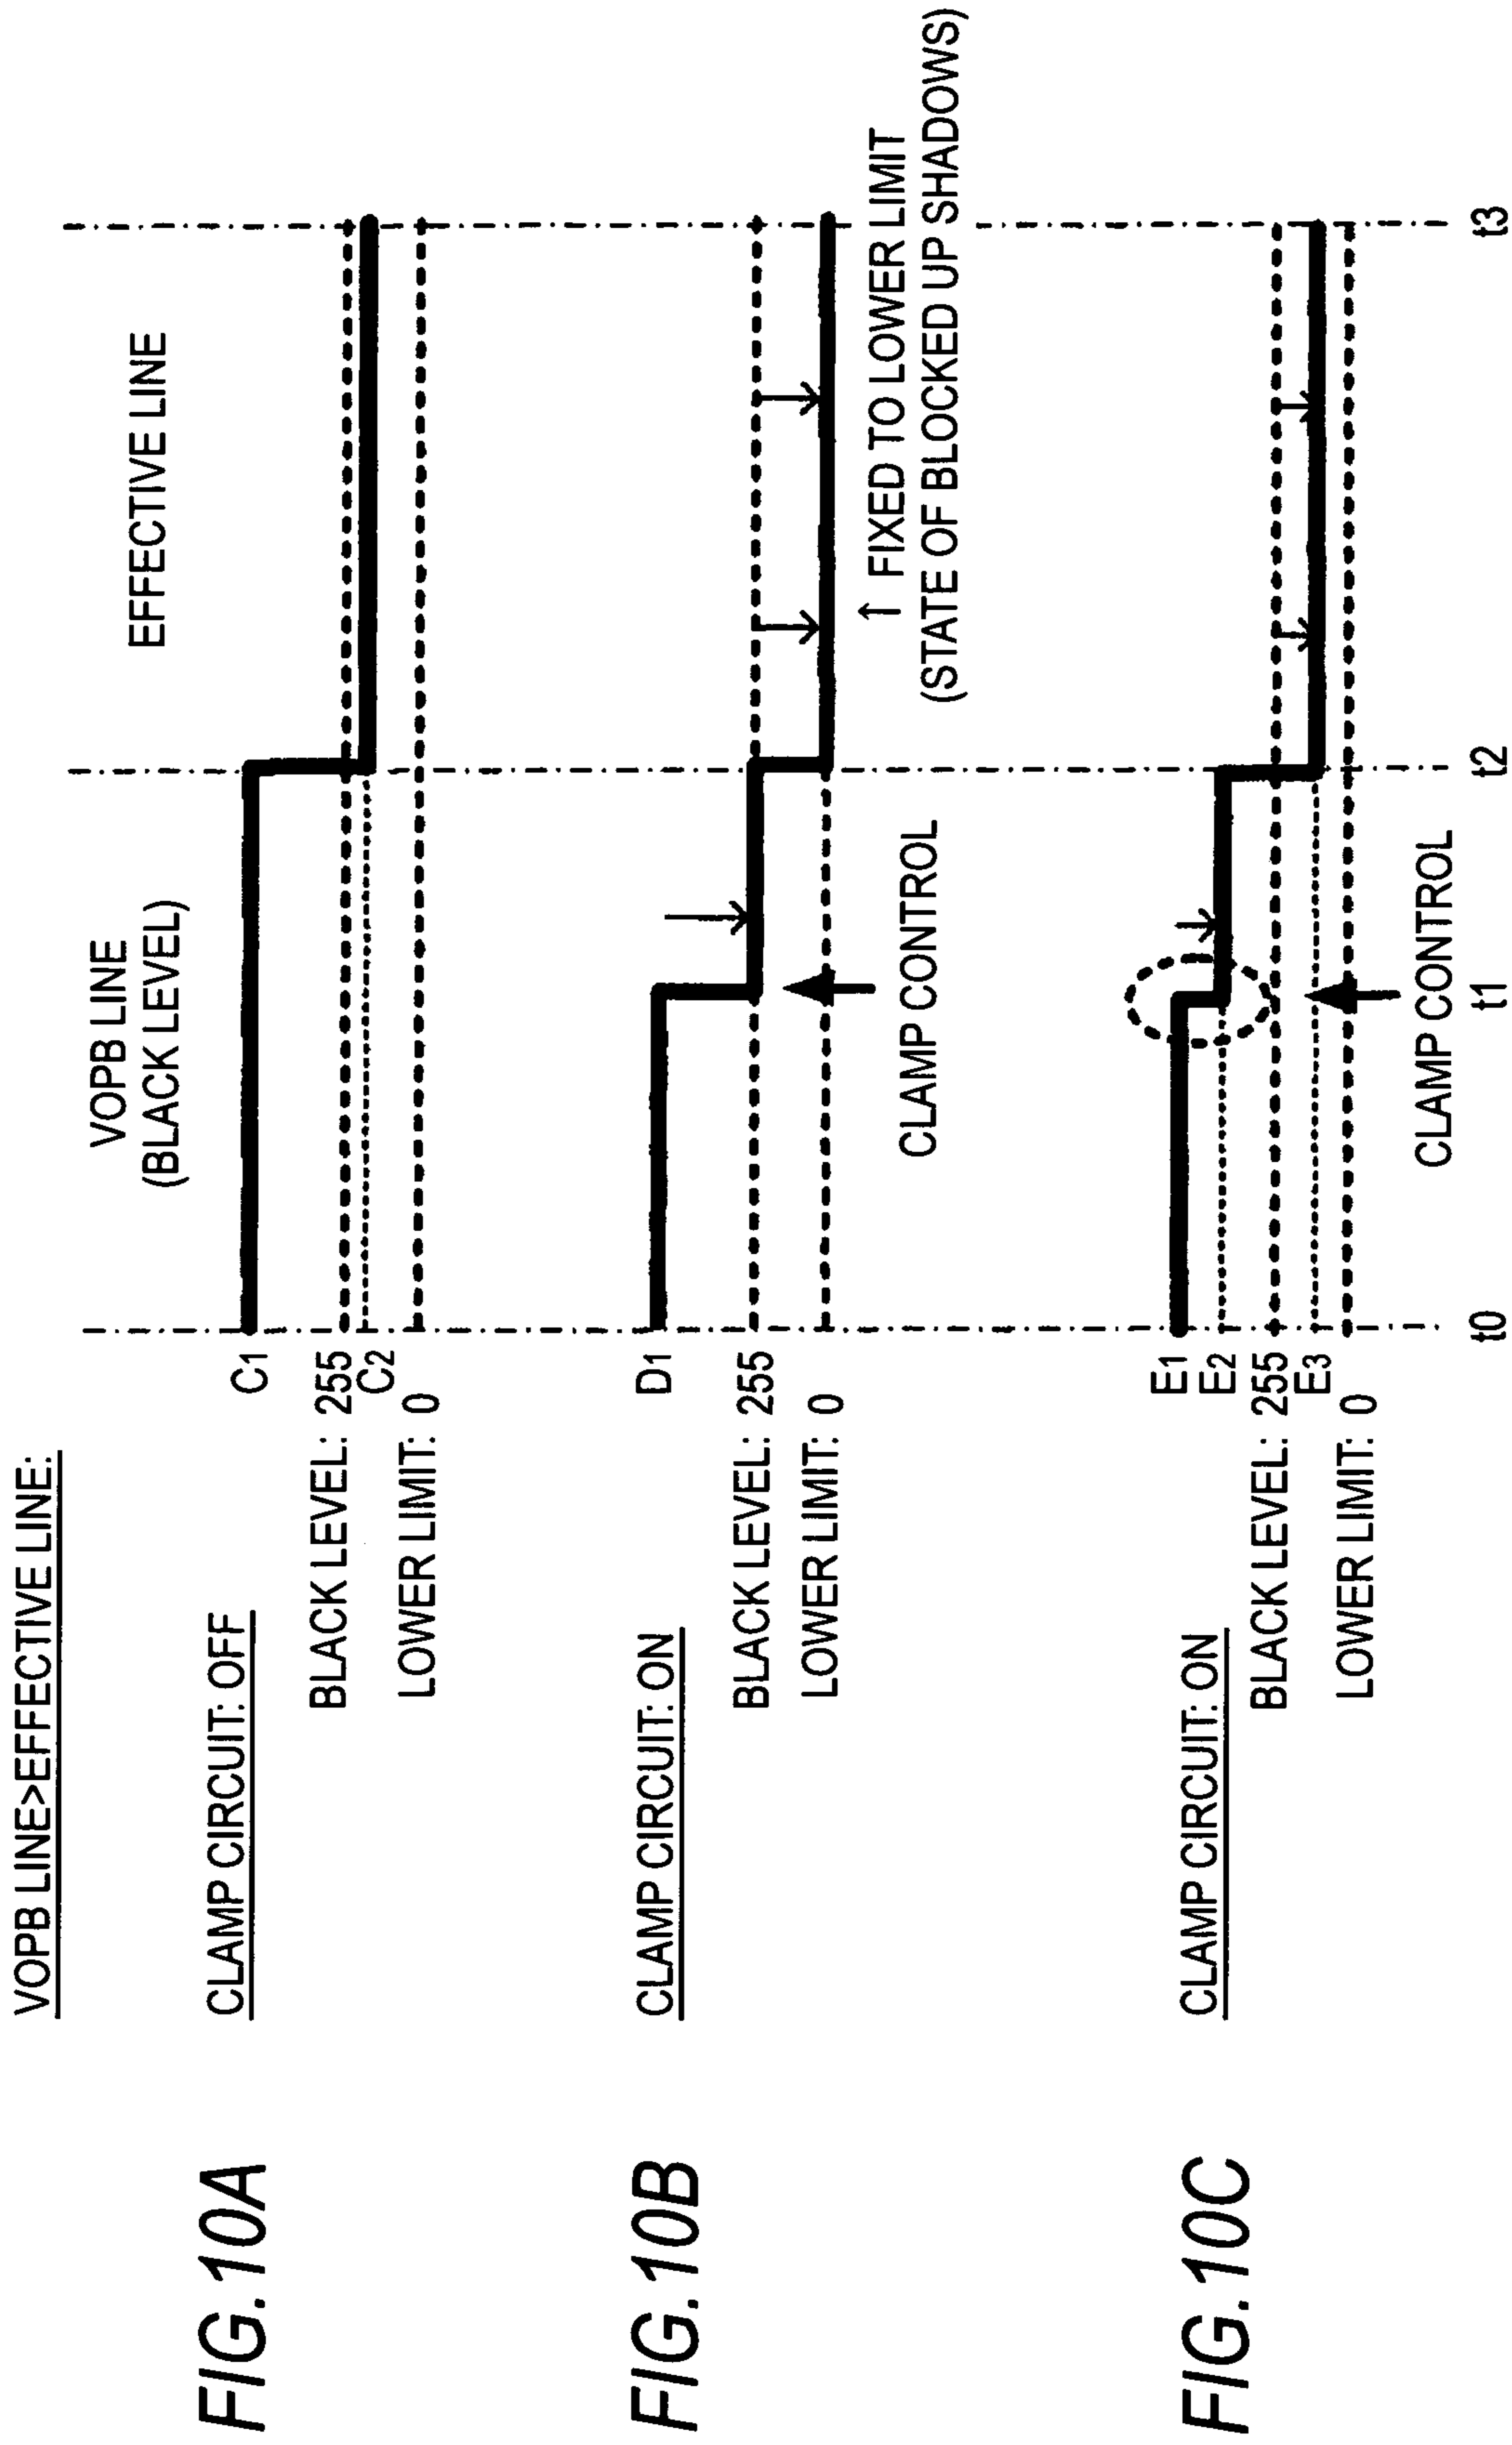 VOPB LINE>EFFECTIVE LINE:
VOPB LINE
(BLACK LEVEL)
EFFECTIVE LINE
FIG.10A
CLAMP CIRCUIT: OFF
C1
BLACK LEVEL: 255
C2
LOWER LIMIT: 0
FIG.10B
CLAMP CIRCUIT: ON
D1
BLACK LEVEL: 255
LOWER LIMIT: 0
CLAMP CONTROL
↑ FIXED TO LOWER LIMIT
(STATE OF BLOCKED UP SHADOWS)
FIG.10C
CLAMP CIRCUIT: ON
E1
E2
BLACK LEVEL: 255
E3
LOWER LIMIT: 0
CLAMP CONTROL
t0 t1 t2 t3